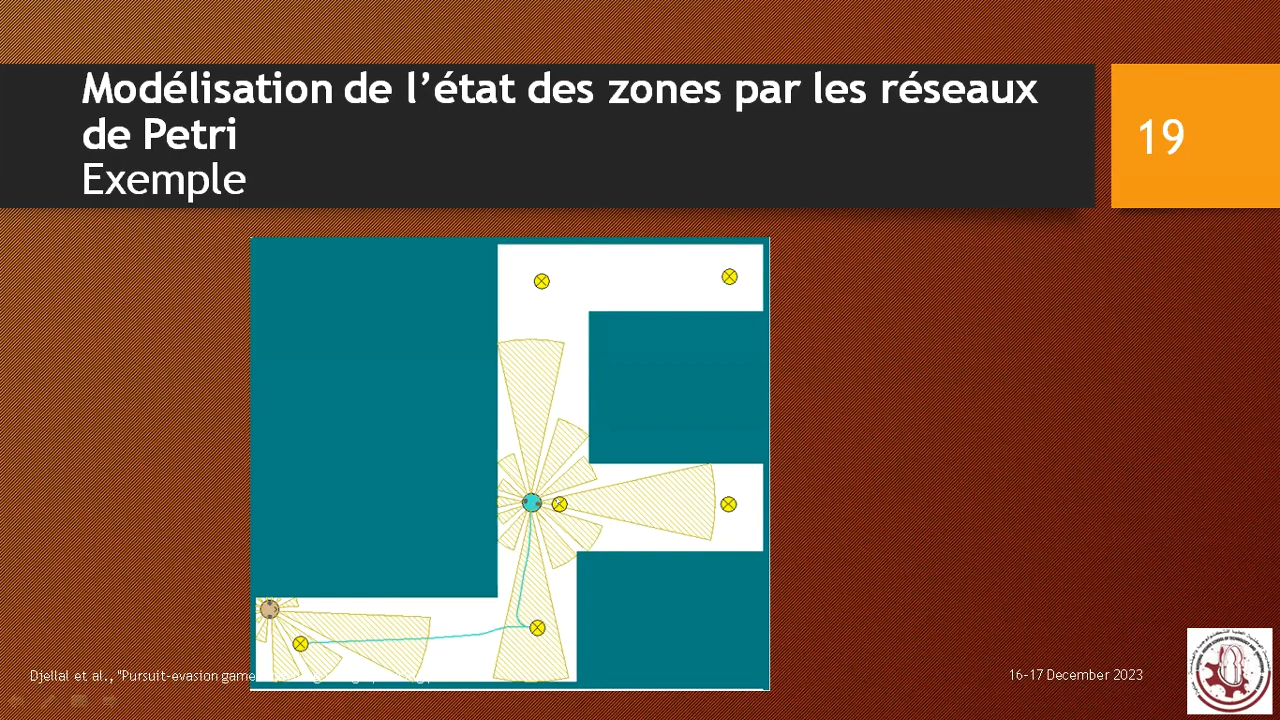 Modélisation de l’état des zones par les réseaux
de Petri
Exemple
19
Djellal et al., "Pursuit-evasion game
16-17 December 2023